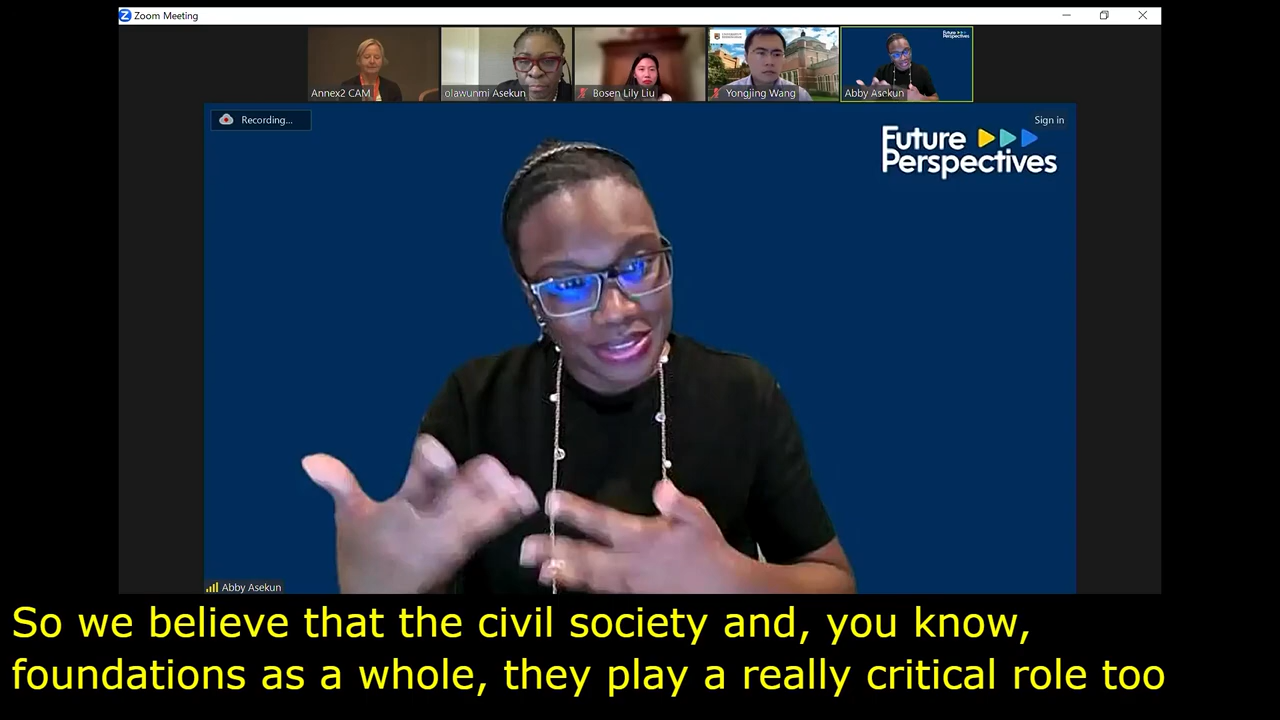 Zoom Meeting
Annex2 CAM
olawunmi Asekun
Bosen Lily Liu
Yongjing Wang
Abby Asekun
Future
Perspectives
Recording...
Sign in
Future
Perspectives
Abby Asekun
So we believe that the civil society and, you know,
foundations as a whole, they play a really critical role too